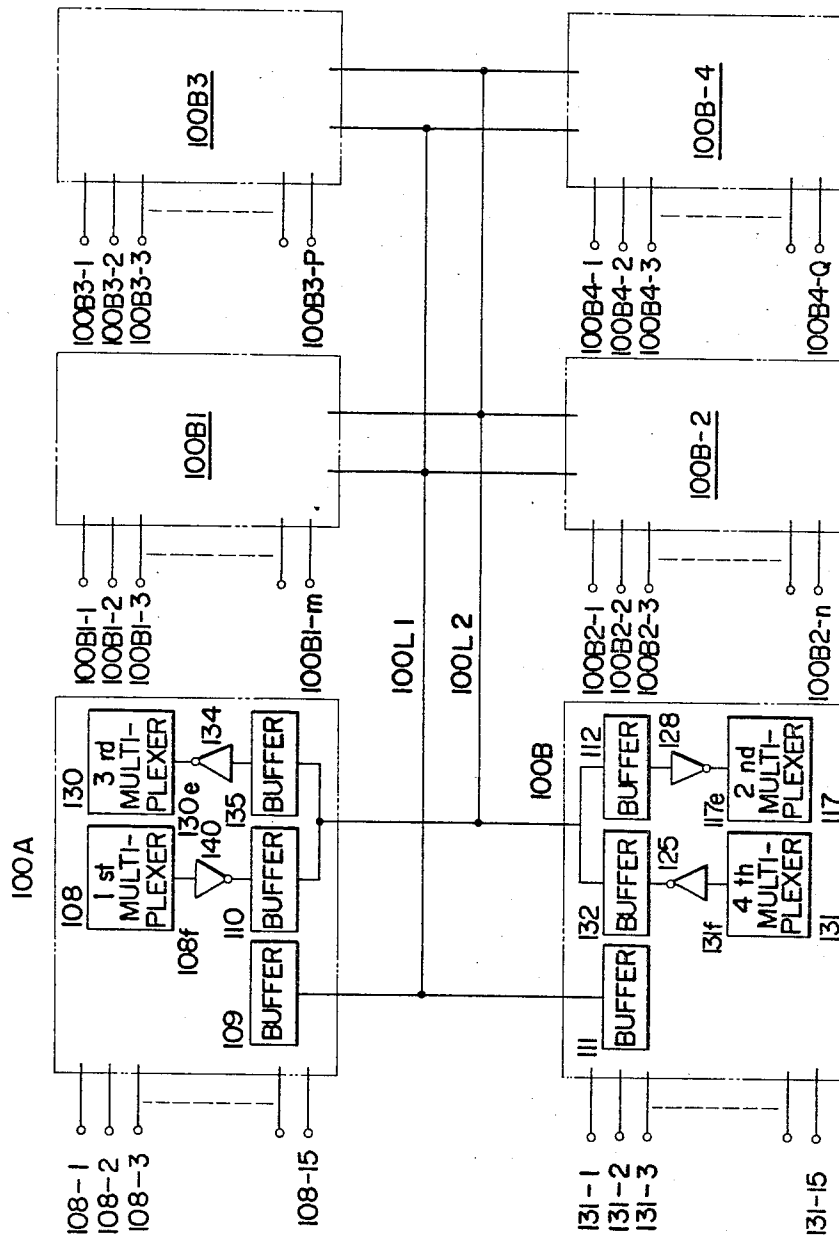 100A
108-1
108-2
108-3
108-15
108
1 st
MULTI-
PLEXER
130
3 rd
MULTI-
PLEXER
108f
140
130e
134
109
BUFFER
110
BUFFER
135
BUFFER
100B1-1
100B1-2
100B1-3
100B1-m
100B1
100B3-1
100B3-2
100B3-3
100B3-P
100B3
100L1
100L2
100B
131-1
131-2
131-3
131-15
111
BUFFER
132
BUFFER
112
BUFFER
125
128
131f
4 th
MULTI-
PLEXER
131
117e
2 nd
MULTI-
PLEXER
117
100B2-1
100B2-2
100B2-3
100B2-n
100B-2
100B4-1
100B4-2
100B4-3
100B4-Q
100B-4